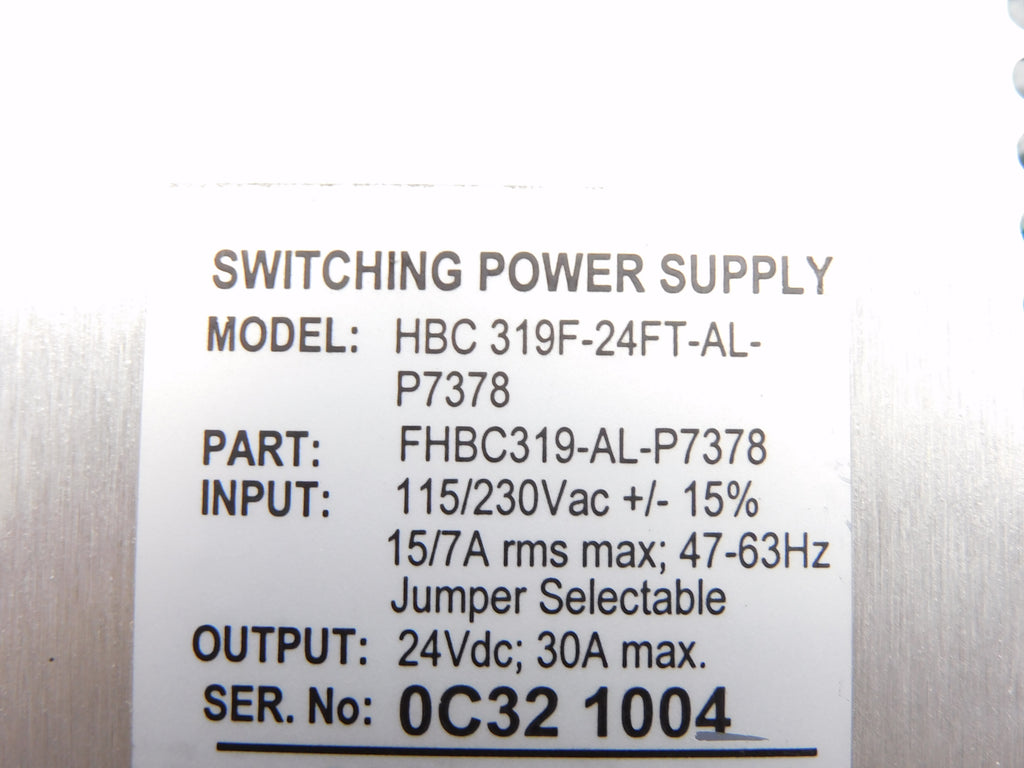 SWITCHING POWER SUPPLY
MODEL: HBC 319F-24FT-AL-
P7378
PART: FHBC319-AL-P7378
INPUT: 115/230Vac +/- 15%
15/7A rms max; 47-63Hz
Jumper Selectable
OUTPUT: 24Vdc; 30A max.
SER. No: 0C32 1004